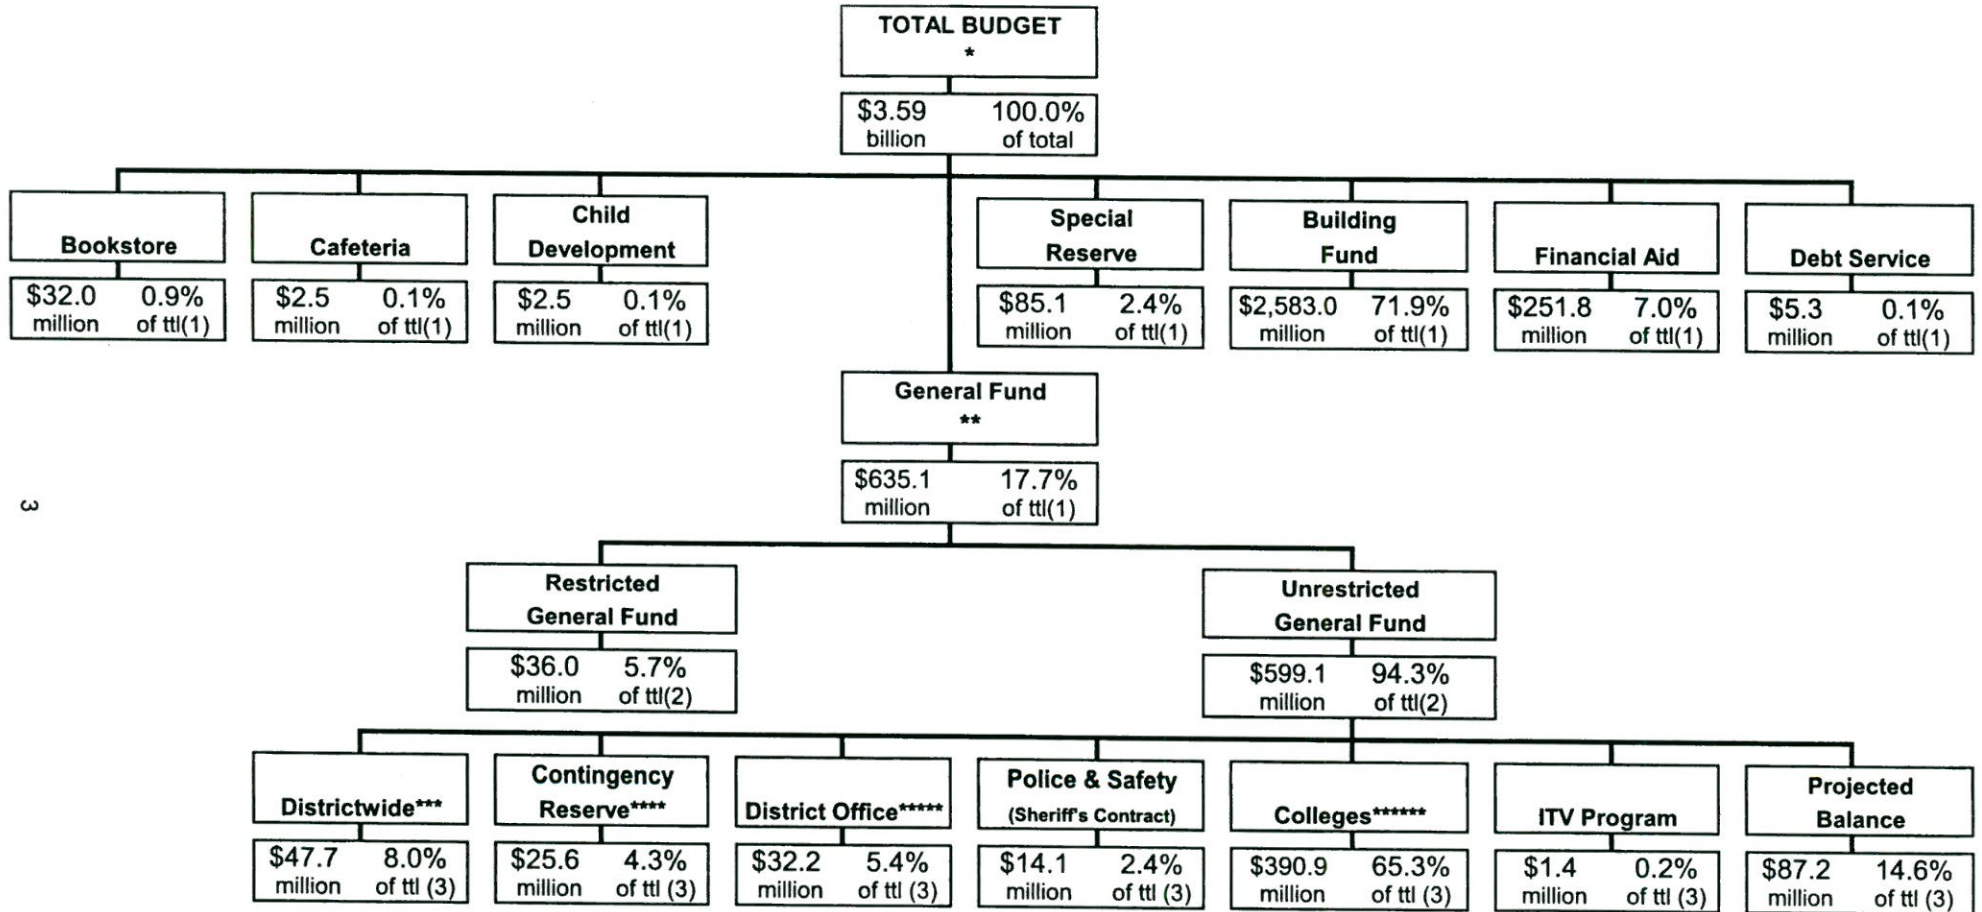 TOTAL BUDGET
*
$3.59 100.0%
billion of total
Bookstore
$32.0 0.9%
million of ttl(1)
Cafeteria
$2.5 0.1%
million of ttl(1)
Child
Development
$2.5 0.1%
million of ttl(1)
Special
Reserve
$85.1 2.4%
million of ttl(1)
Building
Fund
$2,583.0 71.9%
million of ttl(1)
Financial Aid
$251.8 7.0%
million of ttl(1)
Debt Service
$5.3 0.1%
million of ttl(1)
General Fund
**
$635.1 17.7%
million of ttl(1)
3
Restricted
General Fund
$36.0 5.7%
million of ttl(2)
Unrestricted
General Fund
$599.1 94.3%
million of ttl(2)
Districtwide***
$47.7 8.0%
million of ttl (3)
Contingency
Reserve****
$25.6 4.3%
million of ttl (3)
District Office*****
$32.2 5.4%
million of ttl (3)
Police & Safety
(Sheriff's Contract)
$14.1 2.4%
million of ttl (3)
Colleges******
$390.9 65.3%
million of ttl (3)
ITV Program
$1.4 0.2%
million of ttl (3)
Projected
Balance
$87.2 14.6%
million of ttl (3)